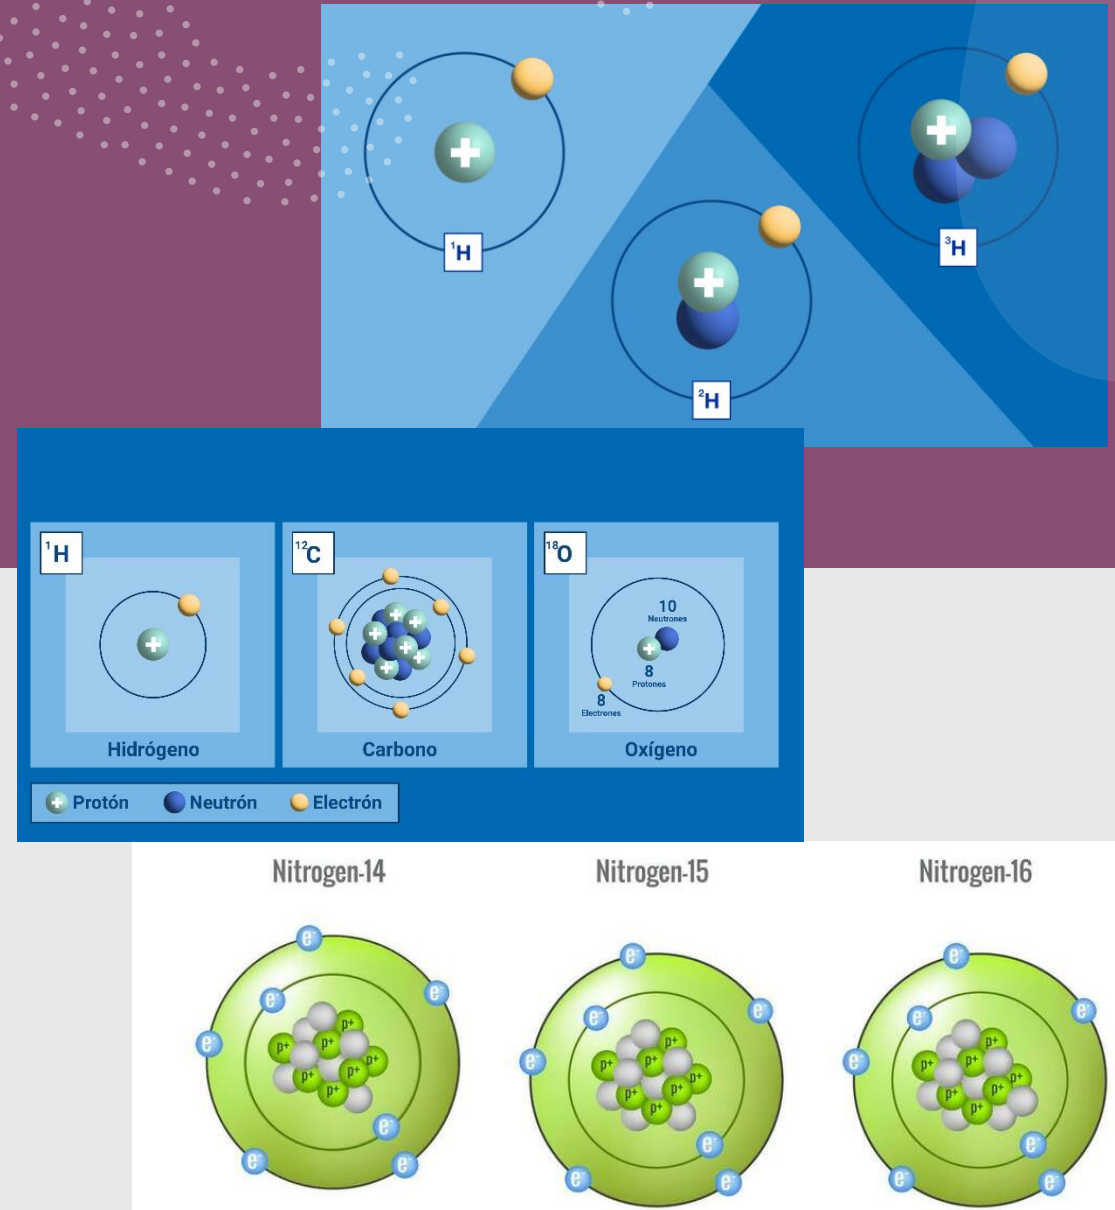 ¹H
²H
³H
¹H
¹²C
¹⁸O
10
Neutrones
8
Protones
8
Electrones
Hidrógeno
Carbono
Oxígeno
Protón
Neutrón
Electrón
Nitrogen-14
Nitrogen-15
Nitrogen-16
e⁻
e⁻
e⁻
e⁻
e⁻
e⁻
e⁻
p⁺
p⁺
p⁺
p⁺
p⁺
p⁺
p⁺
e⁻
e⁻
e⁻
e⁻
e⁻
e⁻
e⁻
p⁺
p⁺
p⁺
p⁺
p⁺
p⁺
p⁺
e⁻
e⁻
e⁻
e⁻
e⁻
e⁻
e⁻
p⁺
p⁺
p⁺
p⁺
p⁺
p⁺
p⁺